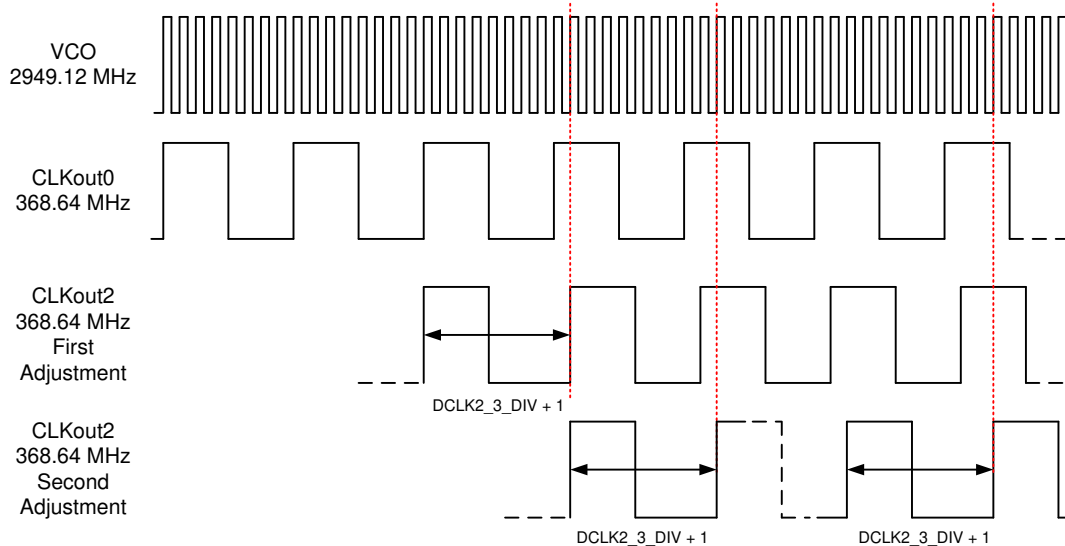 VCO
2949.12 MHz
CLKout0
368.64 MHz
CLKout2
368.64 MHz
First
Adjustment
DCLK2_3_DIV + 1
CLKout2
368.64 MHz
Second
Adjustment
DCLK2_3_DIV + 1
DCLK2_3_DIV + 1